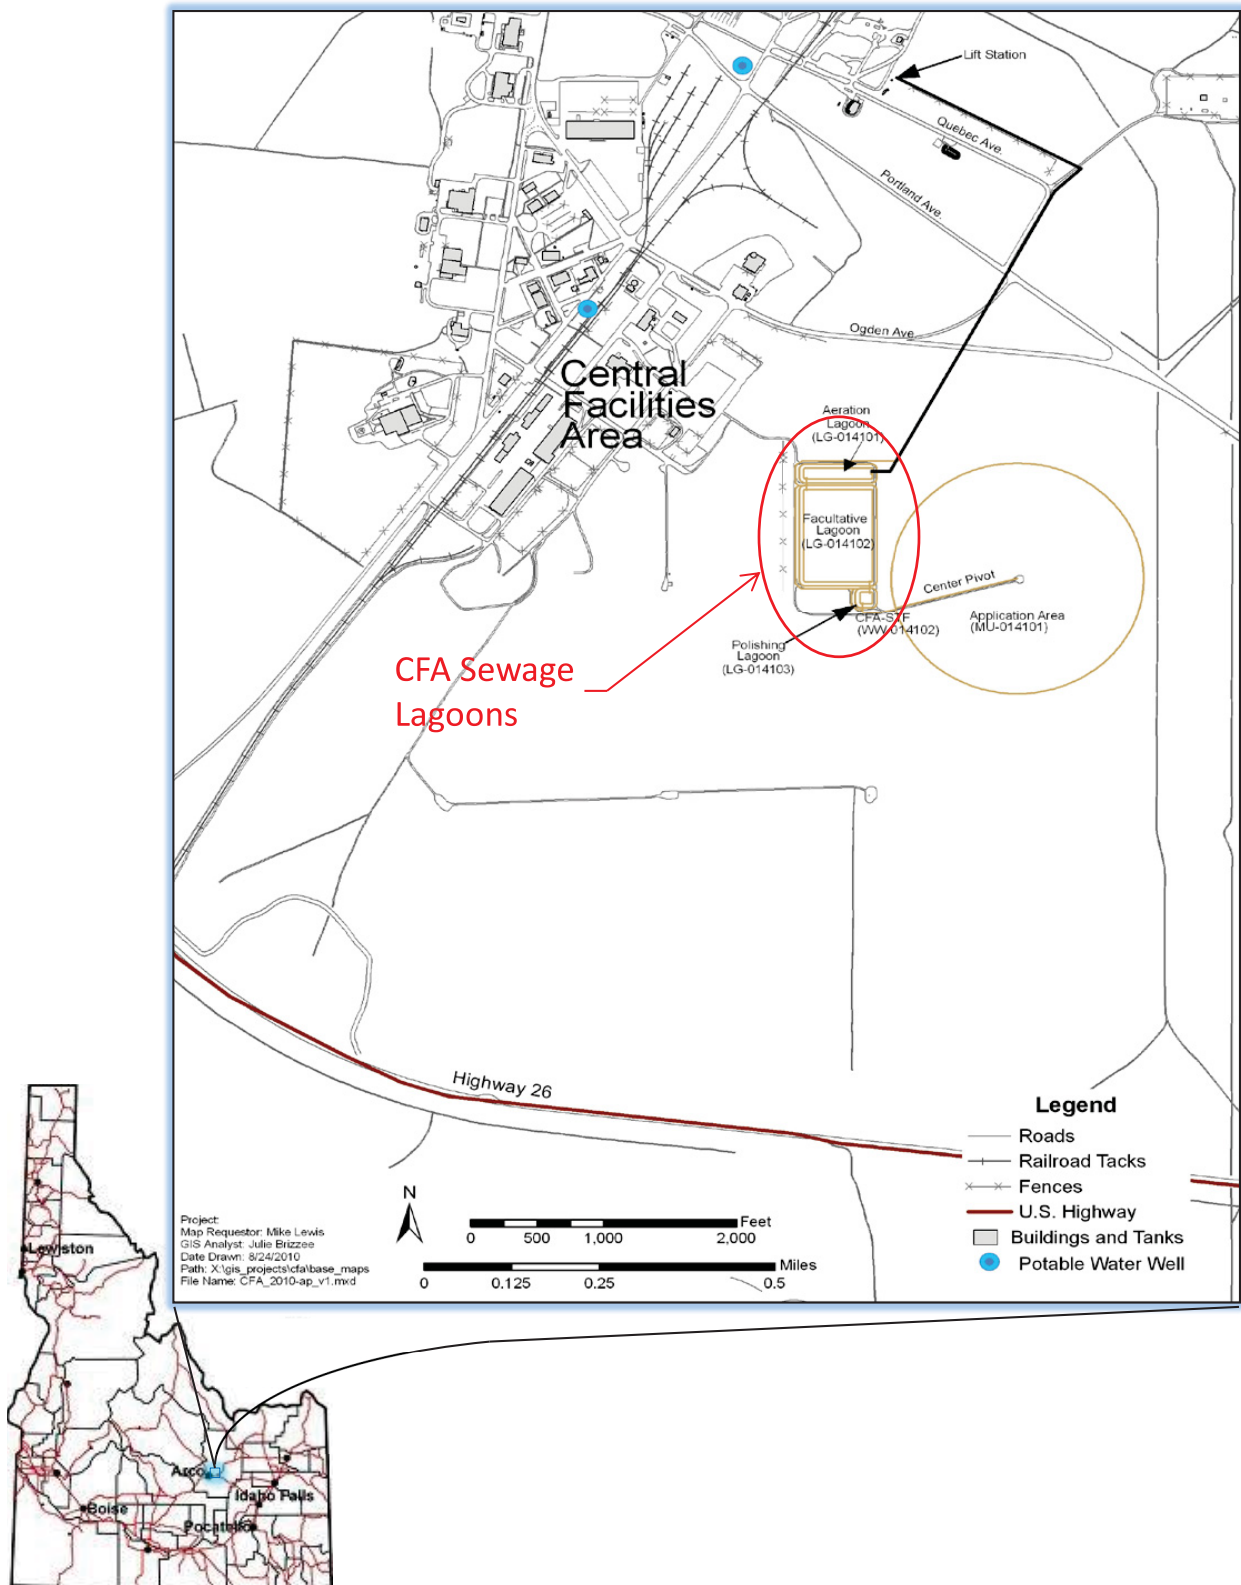 Lift Station
Quebec Ave.
Portland Ave.
Ogden Ave.
Central
Facilities
Area
Aeration
Lagoon
(LG-014101)
Facultative
Lagoon
(LG-014102)
Center Pivot
Application Area
(MU-014101)
CFA-STF
(WW-014102)
Polishing
Lagoon
(LG-014103)
CFA Sewage
Lagoons
Highway 26
Legend
Roads
Railroad Tacks
Fences
U.S. Highway
Buildings and Tanks
Potable Water Well
N
Feet
0 500 1,000 2,000
Miles
0 0.125 0.25 0.5
Project:
Map Requestor: Mike Lewis
GIS Analyst: Julie Brizzee
Date Drawn: 8/24/2010
Path: X:\gis_projects\cfa\base_maps
File Name: CFA_2010-ap_v1.mxd
Lewiston
Arco
Idaho Falls
Boise
Pocatello